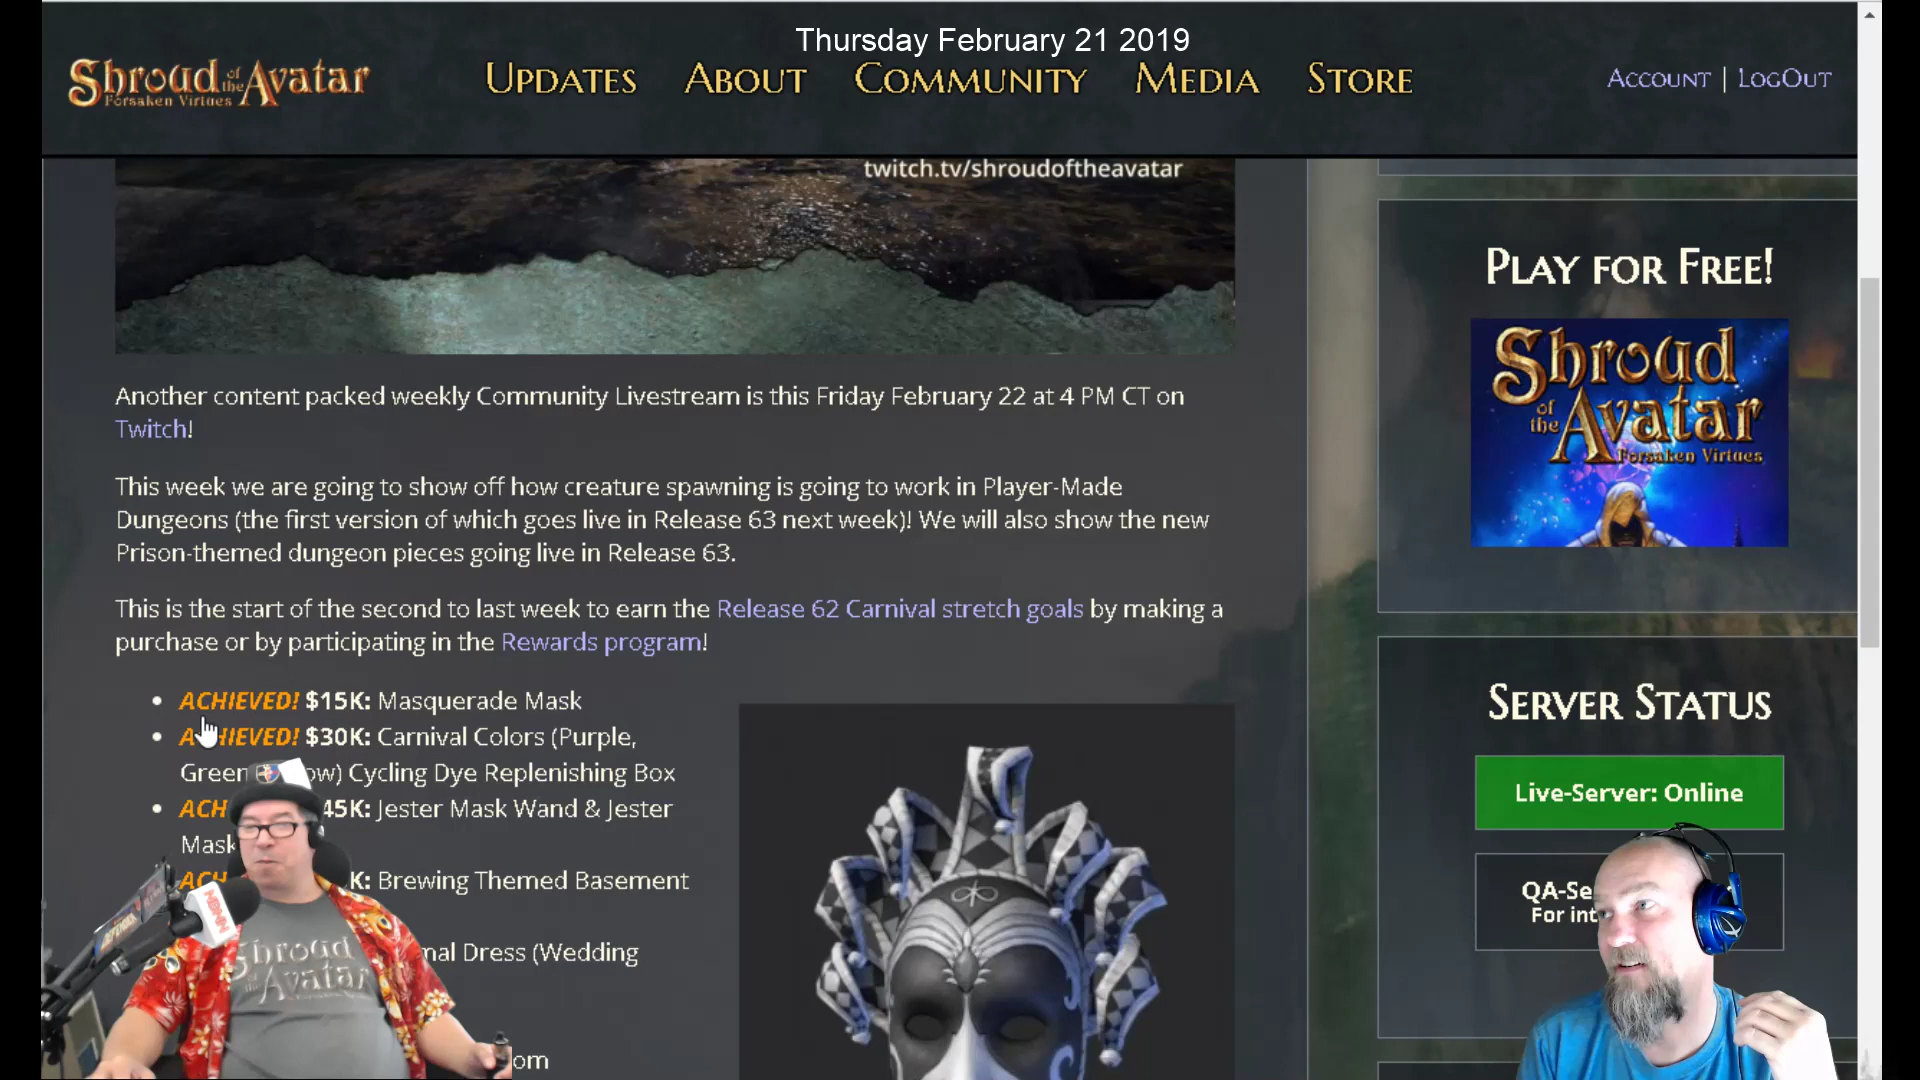 Thursday February 21 2019
Shroud of the Avatar
Forsaken Virtues
UPDATES ABOUT COMMUNITY MEDIA STORE
ACCOUNT | LOGOUT
twitch.tv/shroudoftheavatar
Another content packed weekly Community Livestream is this Friday February 22 at 4 PM CT on
Twitch!
This week we are going to show off how creature spawning is going to work in Player-Made
Dungeons (the first version of which goes live in Release 63 next week)! We will also show the new
Prison-themed dungeon pieces going live in Release 63.
This is the start of the second to last week to earn the Release 62 Carnival stretch goals by making a
purchase or by participating in the Rewards program!
• ACHIEVED! $15K: Masquerade Mask
• ACHIEVED! $30K: Carnival Colors (Purple,
Green ow) Cycling Dye Replenishing Box
• ACH 45K: Jester Mask Wand & Jester
Mask
ACH K: Brewing Themed Basement
mal Dress (Wedding
om
PLAY FOR FREE!
Shroud
of the Avatar
Forsaken Virtues
SERVER STATUS
Live-Server: Online
QA-Se
For int
Shroud
Avatar